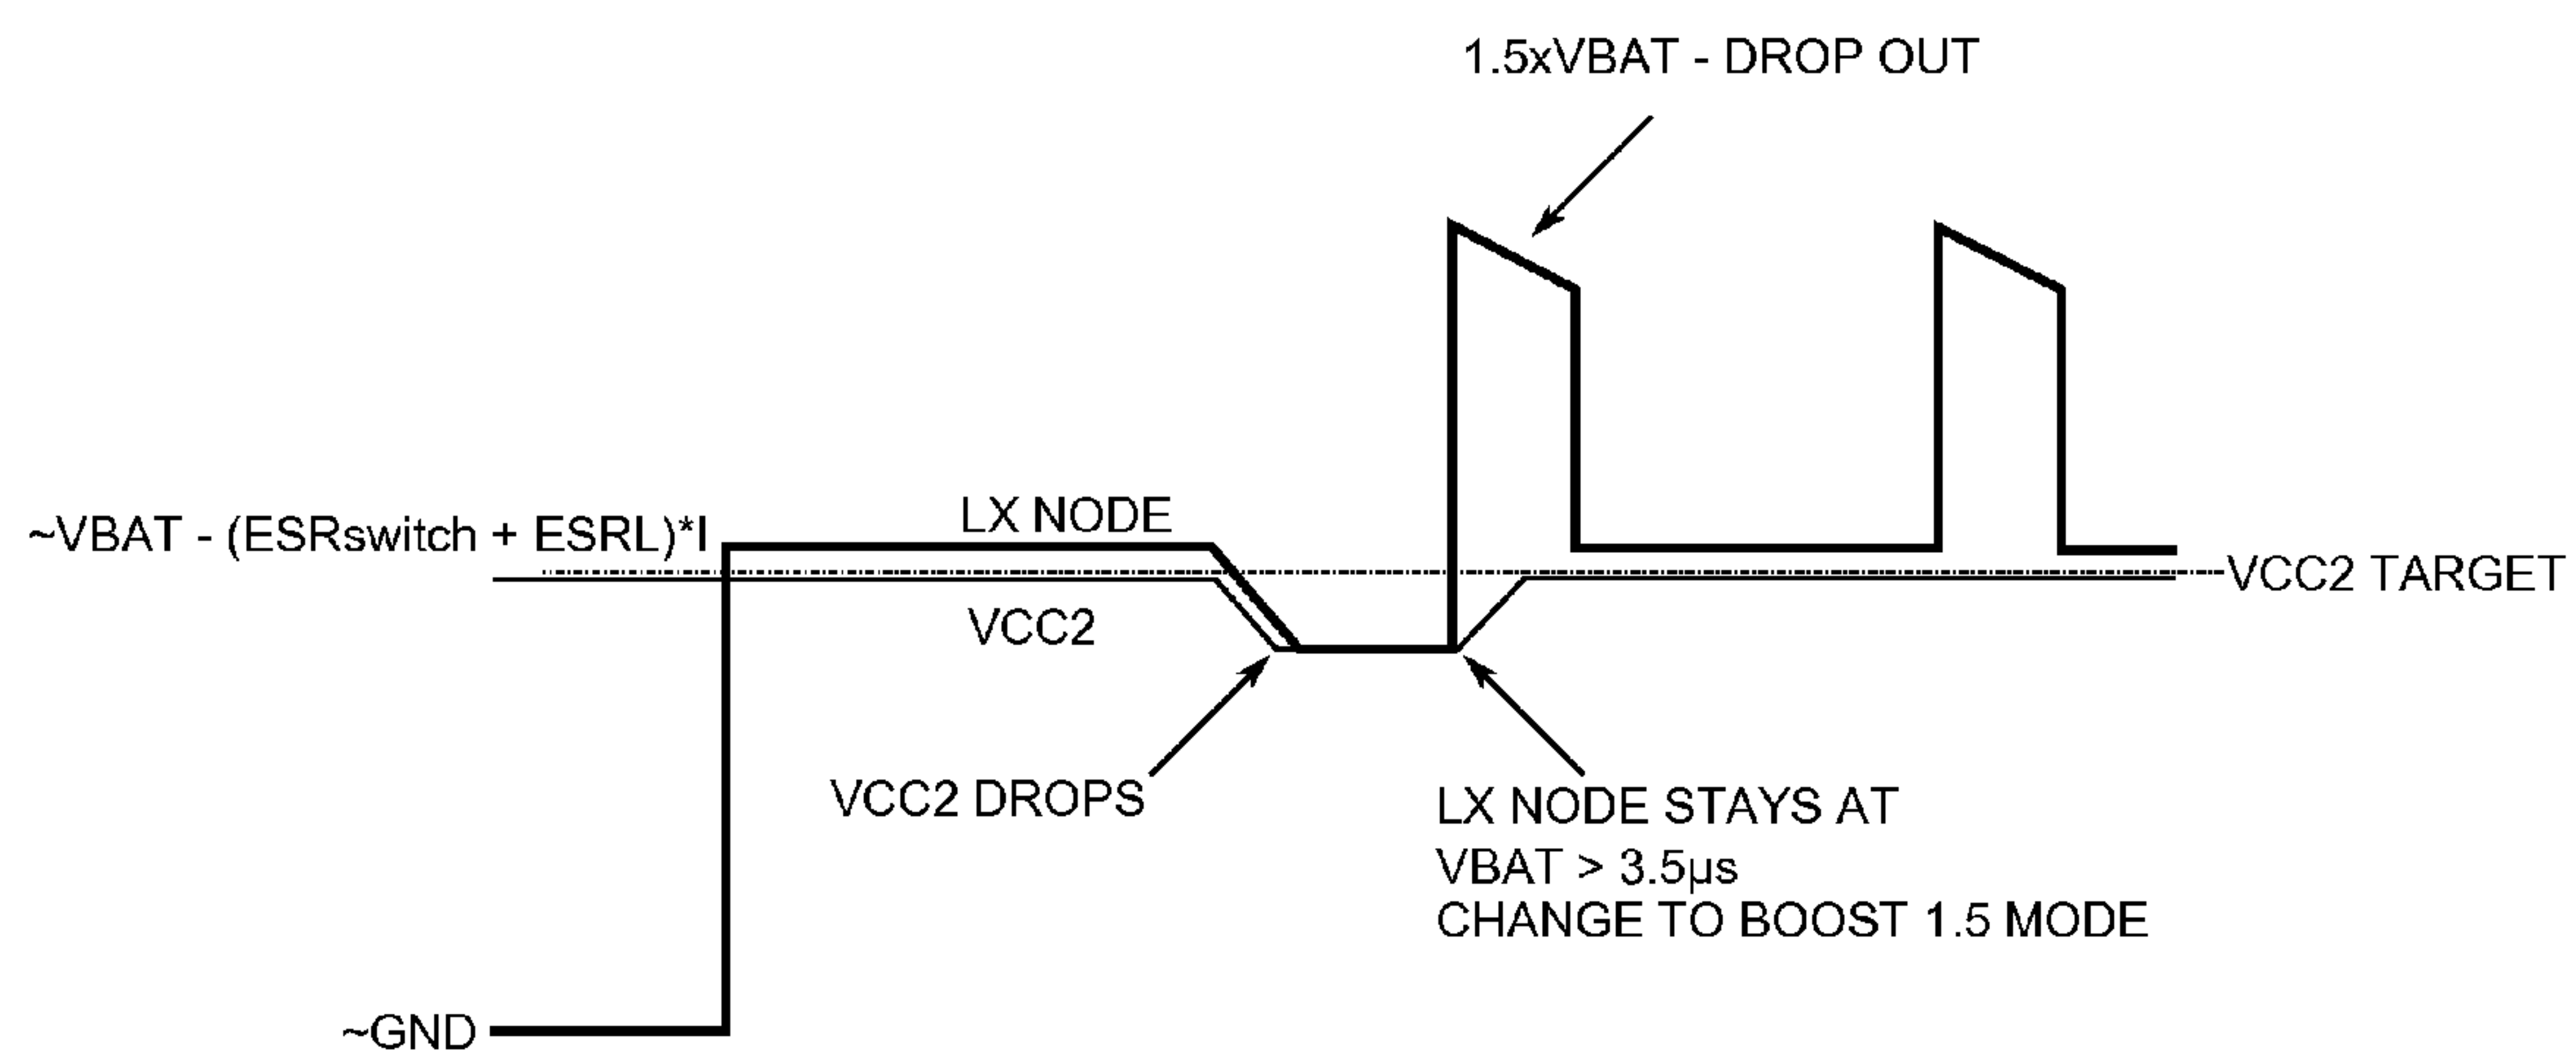 1.5xVBAT - DROP OUT
~VBAT - (ESRswitch + ESRL)*I
LX NODE
VCC2 TARGET
VCC2
VCC2 DROPS
LX NODE STAYS AT
VBAT > 3.5µs
CHANGE TO BOOST 1.5 MODE
~GND